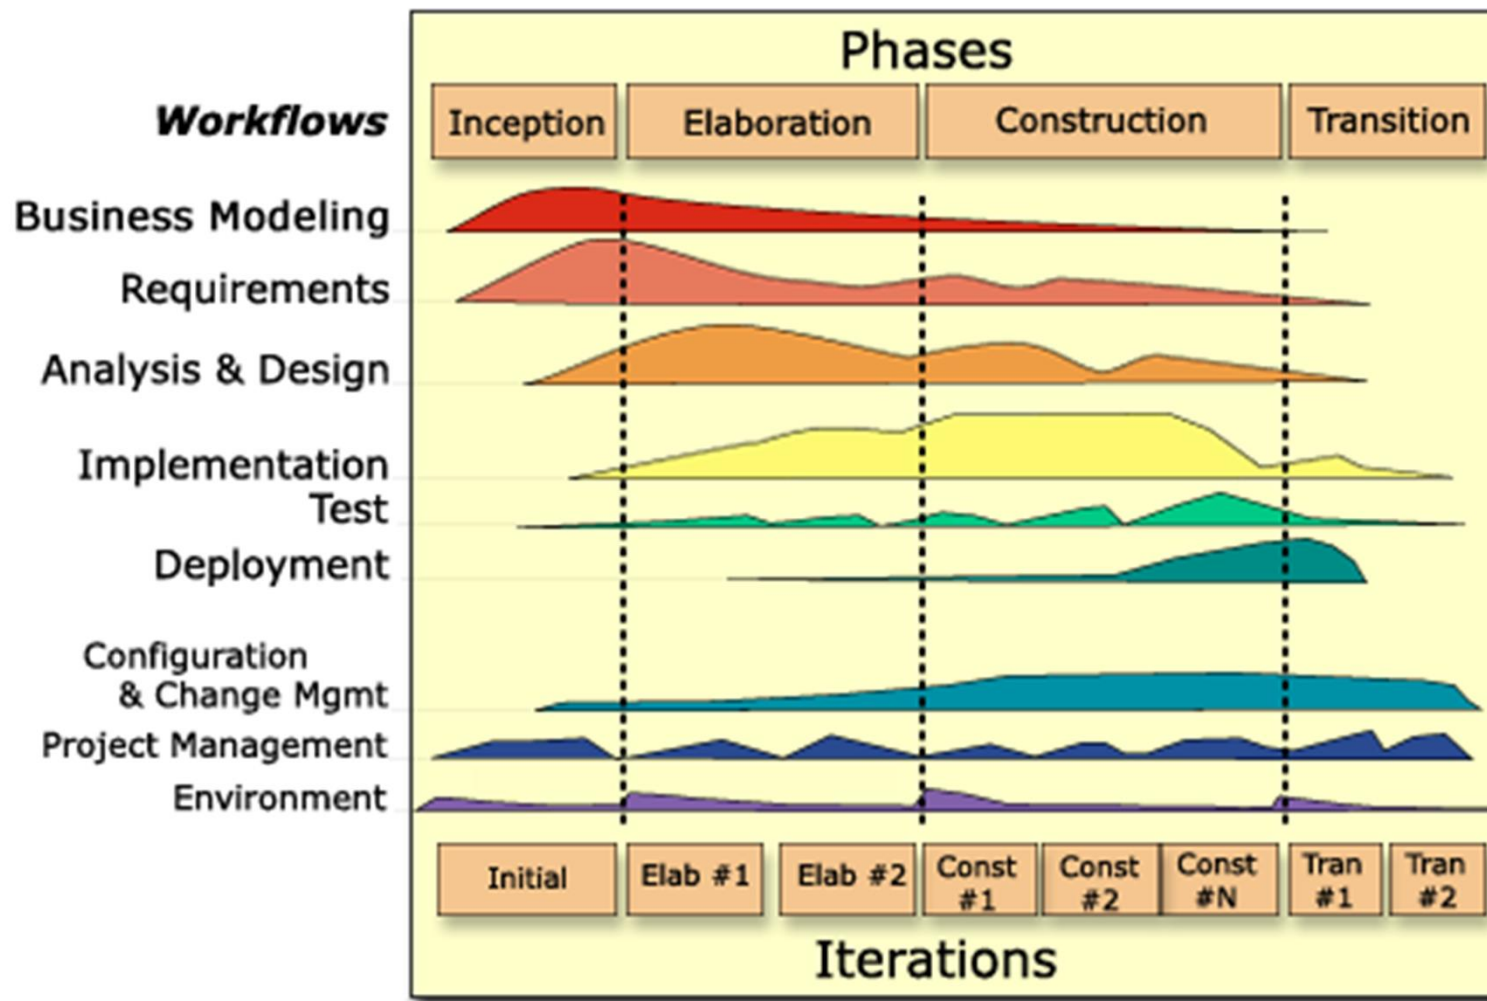 Phases
Workflows
Inception
Elaboration
Construction
Transition
Business Modeling
Requirements
Analysis & Design
Implementation
Test
Deployment
Configuration
& Change Mgmt
Project Management
Environment
Initial
Elab #1
Elab #2
Const
#1
Const
#2
Const
#N
Tran
#1
Tran
#2
Iterations